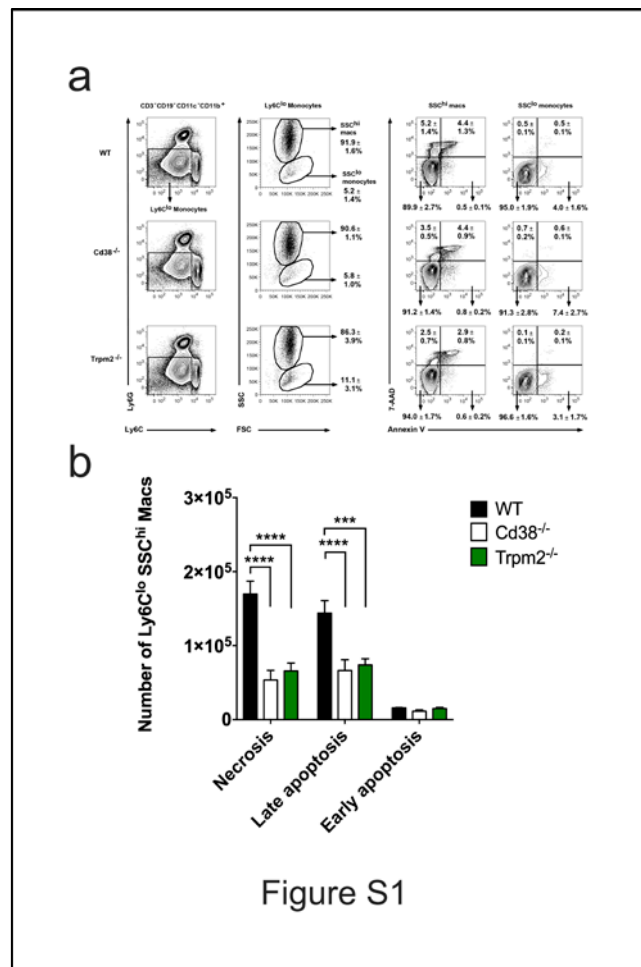 a
CD3⁻CD19⁻CD11c⁻CD11b⁺
Ly6Cˡᵒ Monocytes
SSCʰⁱ macs
SSCˡᵒ monocytes
WT
SSCʰⁱ
macs
91.9 ±
1.6%
SSCˡᵒ
monocytes
5.2 ±
1.4%
5.2 ±
1.4%
4.4 ±
1.3%
0.5 ±
0.1%
0.5 ±
0.1%
89.9 ± 2.7%
0.5 ± 0.1%
95.0 ± 1.9%
4.0 ± 1.6%
Ly6Cˡᵒ Monocytes
Cd38⁻/⁻
90.6 ±
1.1%
5.8 ±
1.0%
3.5 ±
0.5%
4.4 ±
0.9%
0.7 ±
0.2%
0.6 ±
0.1%
91.2 ± 1.4%
0.8 ± 0.2%
91.3 ± 2.8%
7.4 ± 2.7%
Trpm2⁻/⁻
86.3 ±
3.9%
11.1 ±
3.1%
2.5 ±
0.7%
2.9 ±
0.8%
0.1 ±
0.1%
0.2 ±
0.1%
94.0 ± 1.7%
0.6 ± 0.2%
96.6 ± 1.6%
3.1 ± 1.7%
Ly6G
Ly6C
SSC
FSC
7-AAD
Annexin V
b
Number of Ly6Cˡᵒ SSCʰⁱ Macs
3×10⁵
2×10⁵
1×10⁵
0
****
****
***
****
WT
Cd38⁻/⁻
Trpm2⁻/⁻
Necrosis
Late apoptosis
Early apoptosis
Figure S1